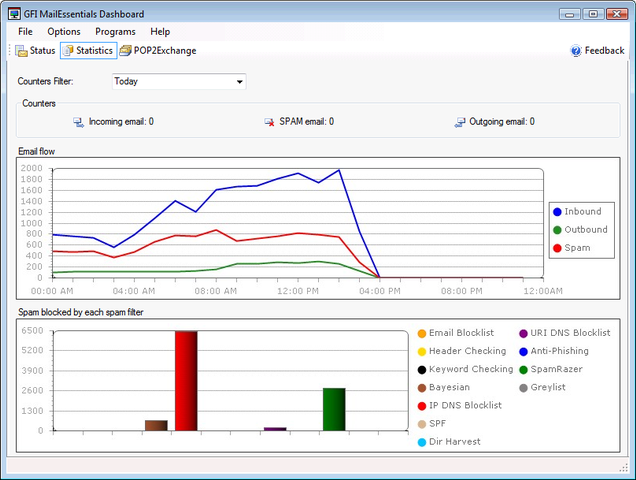 GFI MailEssentials Dashboard
File Options Programs Help
Status Statistics POP2Exchange Feedback
Counters Filter: Today
Counters
Incoming email: 0 SPAM email: 0 Outgoing email: 0
Email flow
2000
1800
1600
1400
1200
1000
800
600
400
200
0
00:00 AM 04:00 AM 08:00 AM 12:00 PM 04:00 PM 08:00 PM 12:00AM
Inbound
Outbound
Spam
Spam blocked by each spam filter
6500
5200
3900
2600
1300
0
Email Blocklist URI DNS Blocklist
Header Checking Anti-Phishing
Keyword Checking SpamRazer
Bayesian Greylist
IP DNS Blocklist
SPF
Dir Harvest